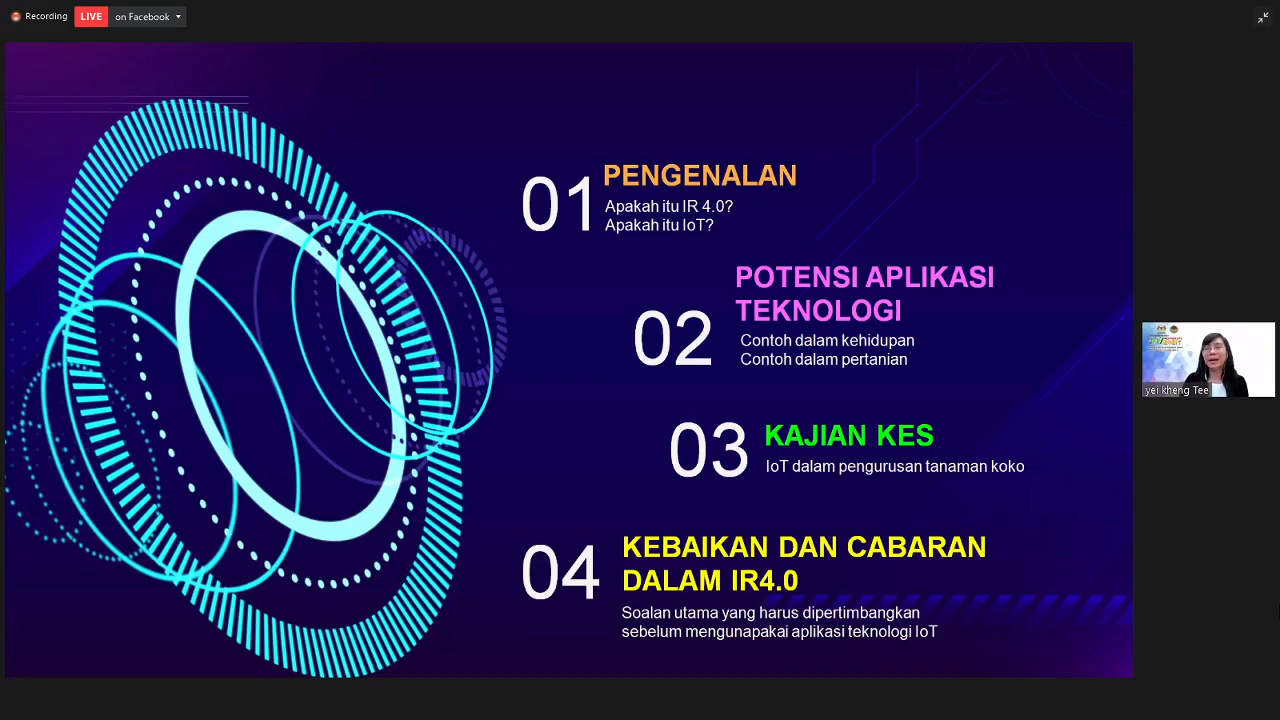 Recording
LIVE
on Facebook
01
PENGENALAN
Apakah itu IR 4.0?
Apakah itu IoT?
02
POTENSI APLIKASI
TEKNOLOGI
Contoh dalam kehidupan
Contoh dalam pertanian
03
KAJIAN KES
IoT dalam pengurusan tanaman koko
04
KEBAIKAN DAN CABARAN
DALAM IR4.0
Soalan utama yang harus dipertimbangkan
sebelum mengunapakai aplikasi teknologi IoT
yei kheng Tee